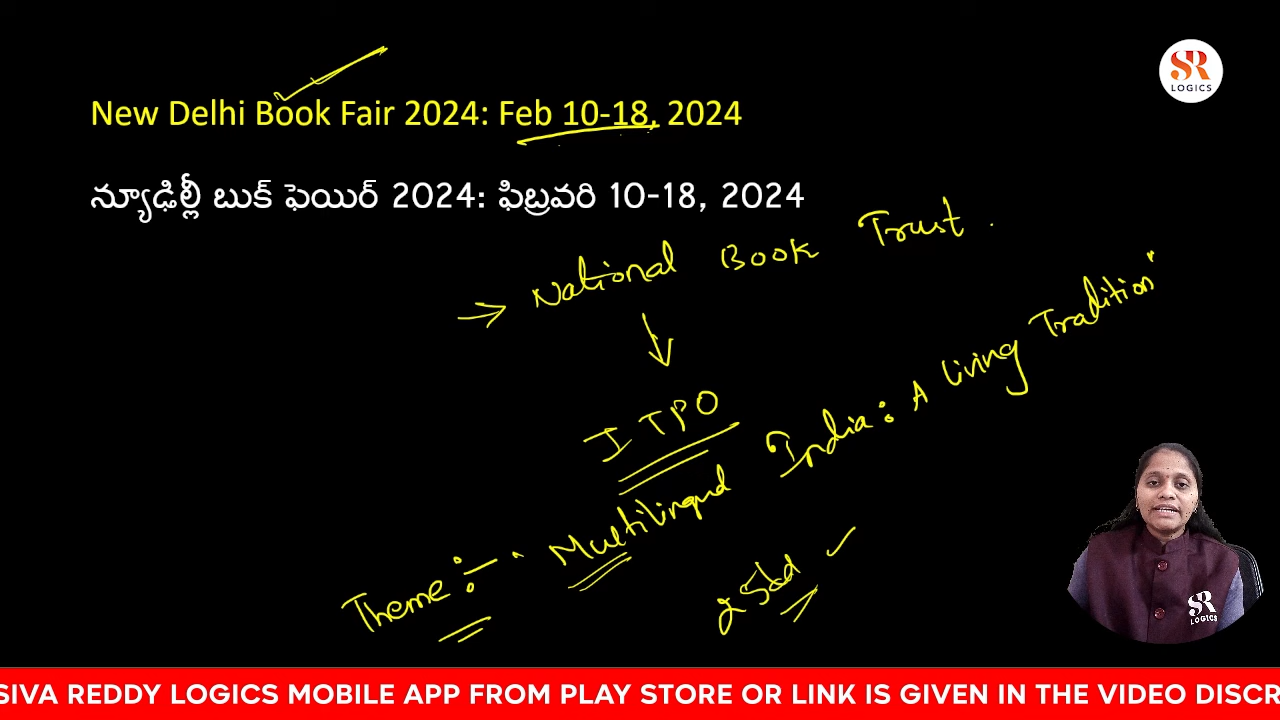 SR
LOGICS
New Delhi Book Fair 2024: Feb 10-18, 2024
న్యూఢిల్లీ బుక్ ఫెయిర్ 2024: ఫిబ్రవరి 10-18, 2024
→ National Book Trust .
ITPO
Theme :- " Multilingual India : A living Tradition"
SR
LOGICS
SIVA REDDY LOGICS MOBILE APP FROM PLAY STORE OR LINK IS GIVEN IN THE VIDEO DISCR